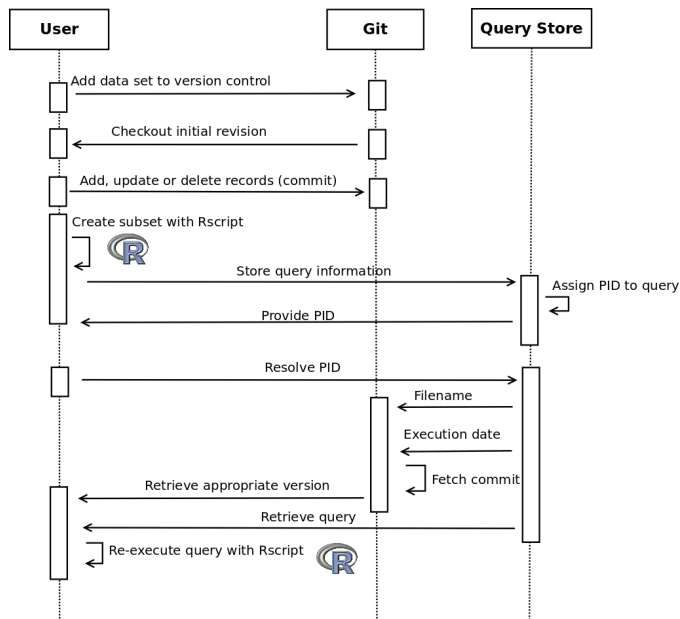 User
Git
Query Store
Add data set to version control
Checkout initial revision
Add, update or delete records (commit)
Create subset with Rscript
R
Store query information
Assign PID to query
Provide PID
Resolve PID
Filename
Execution date
Fetch commit
Retrieve appropriate version
Retrieve query
Re-execute query with Rscript
R